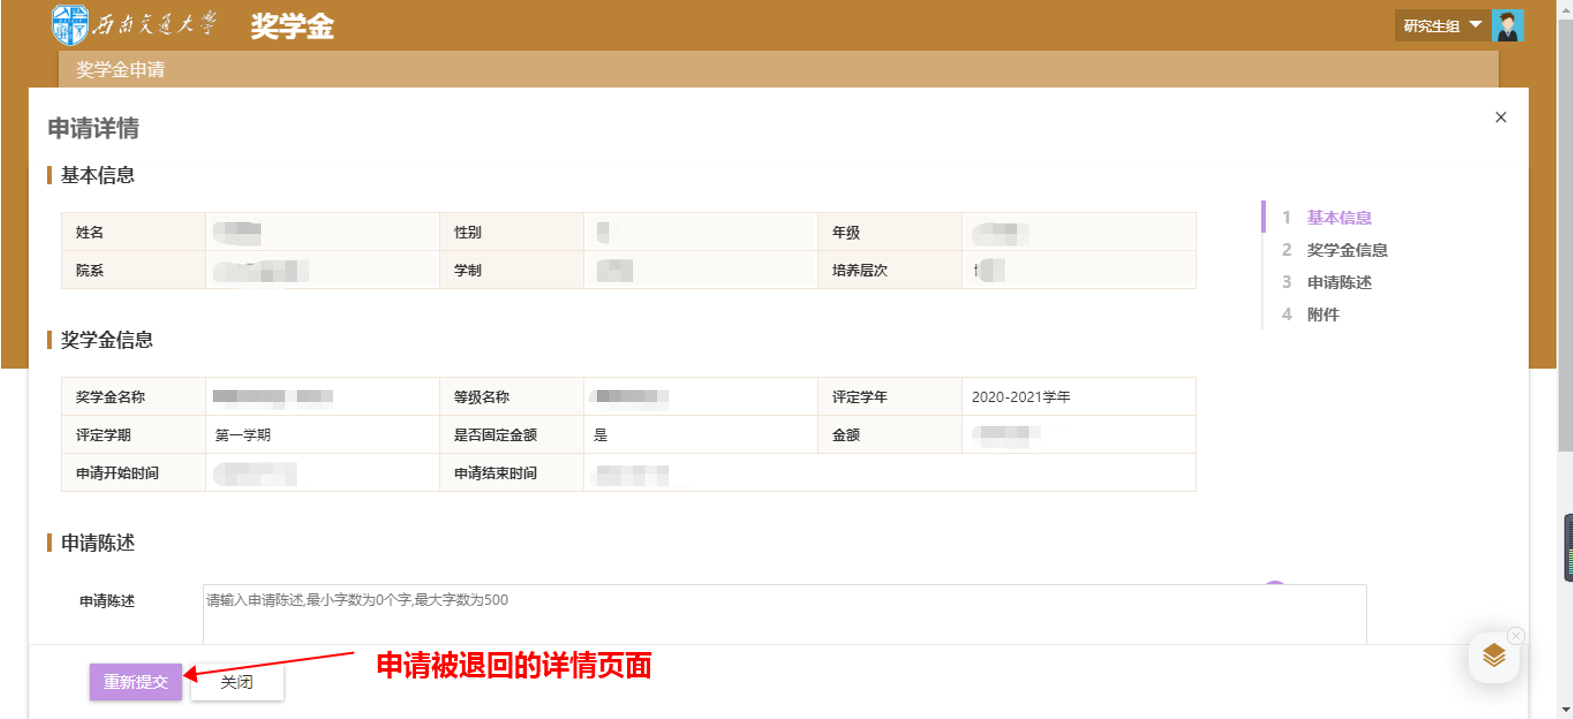 西南交通大学 奖学金 研究生组
奖学金申请
申请详情
基本信息
姓名 性别 年级
院系 学制 培养层次
1 基本信息
2 奖学金信息
3 申请陈述
4 附件
奖学金信息
奖学金名称 等级名称 评定学年 2020-2021学年
评定学期 第一学期 是否固定金额 是 金额
申请开始时间 申请结束时间
申请陈述
申请陈述 请输入申请陈述,最小字数为0个字,最大字数为500
重新提交 关闭 申请被退回的详情页面